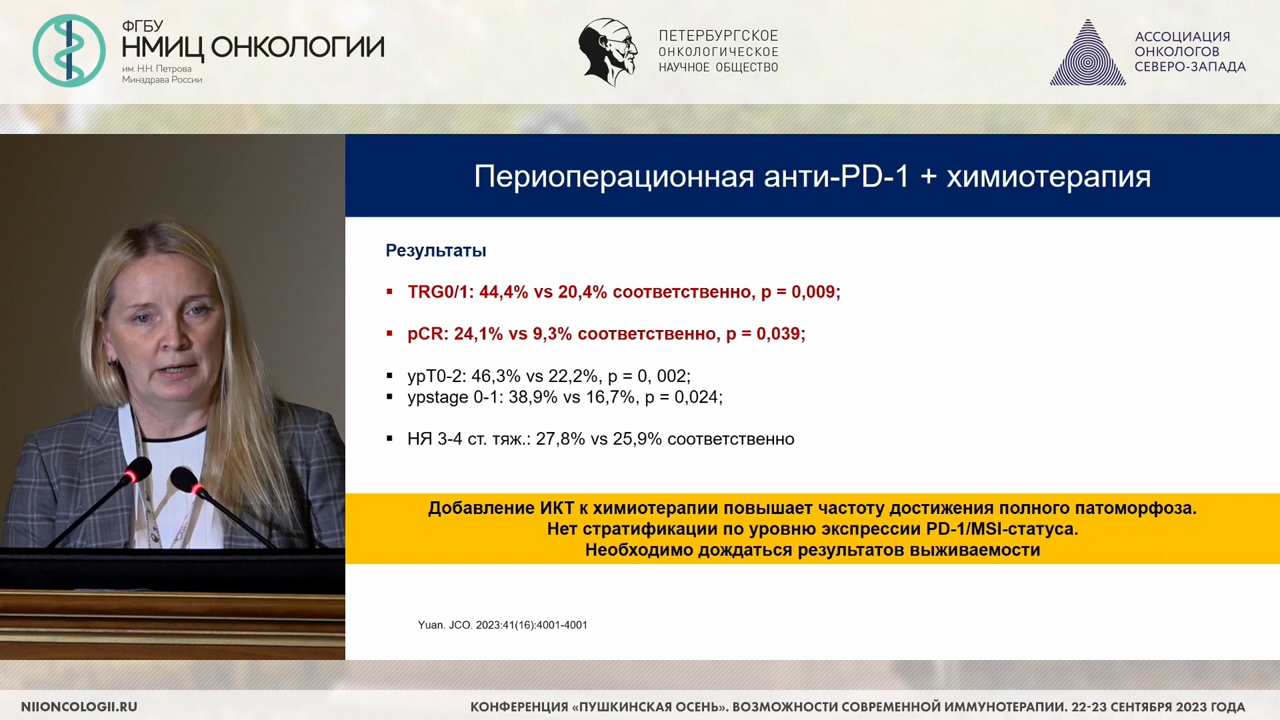 ФГБУ
НМИЦ ОНКОЛОГИИ
им. Н.Н. Петрова
Минздрава России
ПЕТЕРБУРГСКОЕ
ОНКОЛОГИЧЕСКОЕ
НАУЧНОЕ ОБЩЕСТВО
АССОЦИАЦИЯ
ОНКОЛОГОВ
СЕВЕРО-ЗАПАДА
Периоперационная анти-PD-1 + химиотерапия
Результаты
▪ TRG0/1: 44,4% vs 20,4% соответственно, p = 0,009;
▪ pCR: 24,1% vs 9,3% соответственно, p = 0,039;
▪ ypT0-2: 46,3% vs 22,2%, p = 0, 002;
▪ ypstage 0-1: 38,9% vs 16,7%, p = 0,024;
▪ НЯ 3-4 ст. тяж.: 27,8% vs 25,9% соответственно
Добавление ИКТ к химиотерапии повышает частоту достижения полного патоморфоза.
Нет стратификации по уровню экспрессии PD-1/MSI-статуса.
Необходимо дождаться результатов выживаемости
Yuan. JCO. 2023:41(16):4001-4001
NIIONCOLOGII.RU
КОНФЕРЕНЦИЯ «ПУШКИНСКАЯ ОСЕНЬ». ВОЗМОЖНОСТИ СОВРЕМЕННОЙ ИММУНОТЕРАПИИ. 22-23 СЕНТЯБРЯ 2023 ГОДА